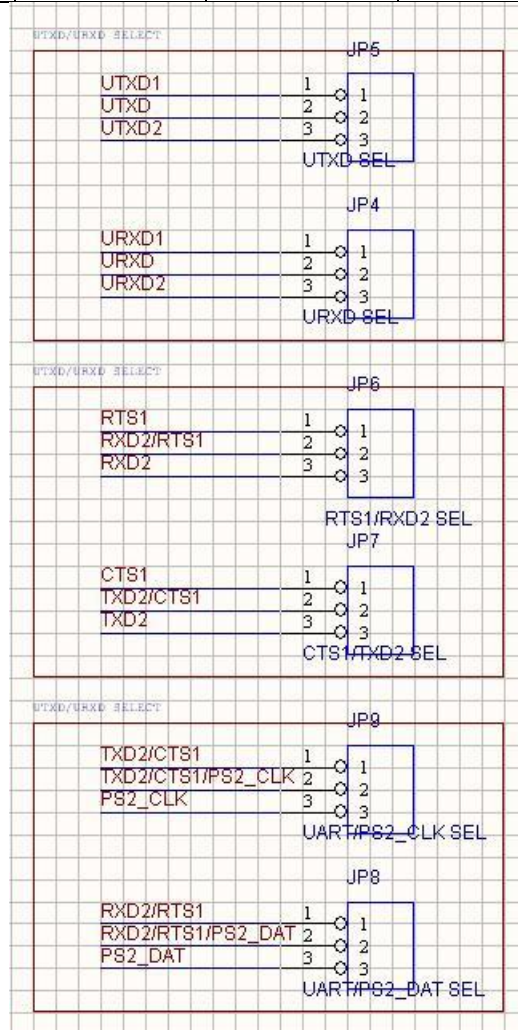 UTXD/URXD SELECT
JP5
UTXD1 1 1
UTXD 2 2
UTXD2 3 3
UTXD SEL
JP4
URXD1 1 1
URXD 2 2
URXD2 3 3
URXD SEL
UTXD/URXD SELECT
JP6
RTS1 1 1
RXD2/RTS1 2 2
RXD2 3 3
RTS1/RXD2 SEL
JP7
CTS1 1 1
TXD2/CTS1 2 2
TXD2 3 3
CTS1/TXD2 SEL
UTXD/URXD SELECT
JP9
TXD2/CTS1 1 1
TXD2/CTS1/PS2_CLK 2 2
PS2_CLK 3 3
UART/PS2_CLK SEL
JP8
RXD2/RTS1 1 1
RXD2/RTS1/PS2_DAT 2 2
PS2_DAT 3 3
UART/PS2_DAT SEL